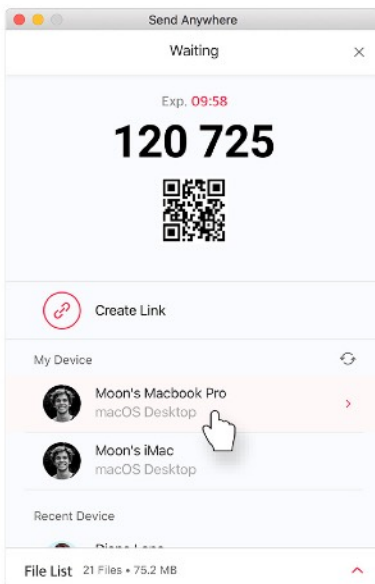 Send Anywhere
Waiting
Exp. 09:58
120 725
Create Link
My Device
Moon's Macbook Pro
macOS Desktop
Moon's iMac
macOS Desktop
Recent Device
File List 21 Files • 75.2 MB